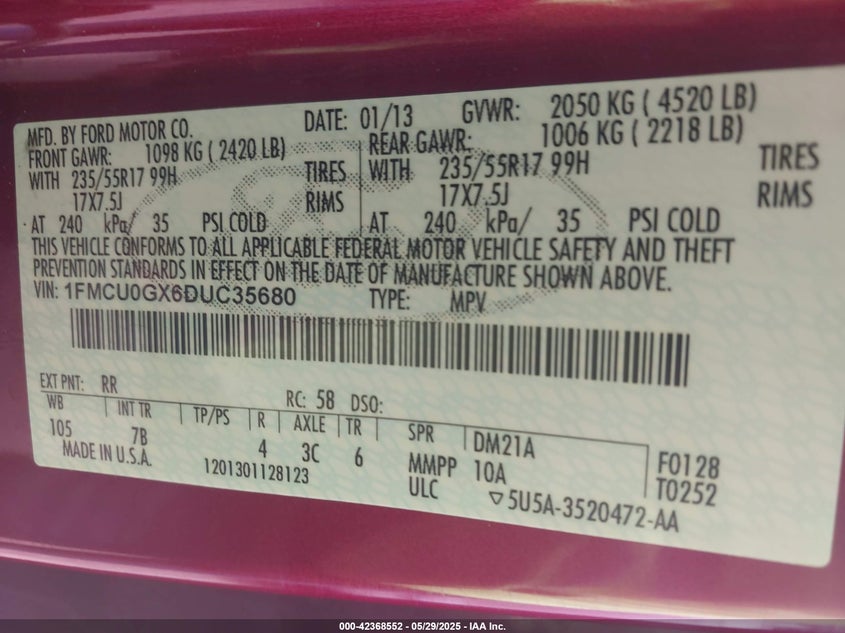 MFD. BY FORD MOTOR CO. DATE: 01/13 GVWR: 2050 KG ( 4520 LB)
FRONT GAWR: 1098 KG ( 2420 LB) REAR GAWR: 1006 KG ( 2218 LB)
WITH 235/55R17 99H TIRES WITH 235/55R17 99H TIRES
17X7.5J RIMS 17X7.5J RIMS
AT 240 kPa/ 35 PSI COLD AT 240 kPa/ 35 PSI COLD
THIS VEHICLE CONFORMS TO ALL APPLICABLE FEDERAL MOTOR VEHICLE SAFETY AND THEFT
PREVENTION STANDARDS IN EFFECT ON THE DATE OF MANUFACTURE SHOWN ABOVE.
VIN: 1FMCU0GX6DUC35680 TYPE: MPV
EXT PNT: RR RC: 58 DSO:
WB INT TR TP/PS R AXLE TR SPR DM21A
105 7B 4 3C 6 MMPP 10A F0128
MADE IN U.S.A. 1201301128123 ULC T0252
5U5A-3520472-AA
000-42368552 - 05/29/2025 - IAA Inc.